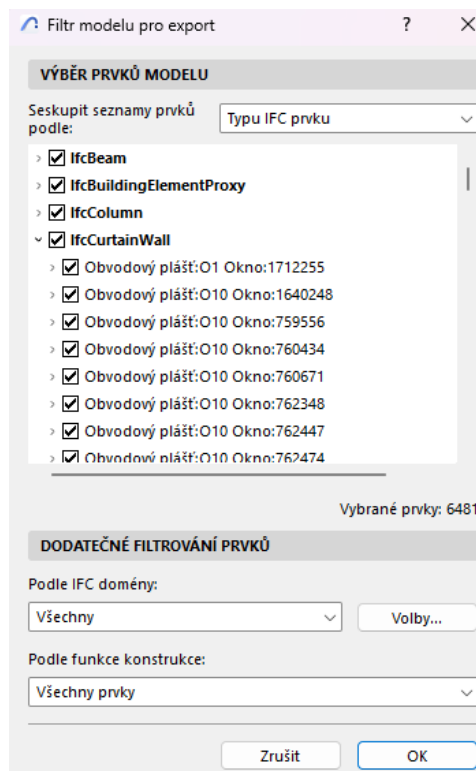 Filtr modelu pro export
VÝBĚR PRVKŮ MODELU
Seskupit seznamy prvků
podle:
Typu IFC prvku
IfcBeam
IfcBuildingElementProxy
IfcColumn
IfcCurtainWall
Obvodový plášť:O1 Okno:1712255
Obvodový plášť:O10 Okno:1640248
Obvodový plášť:O10 Okno:759556
Obvodový plášť:O10 Okno:760434
Obvodový plášť:O10 Okno:760671
Obvodový plášť:O10 Okno:762348
Obvodový plášť:O10 Okno:762447
Obvodový plášť:O10 Okno:762474
Vybrané prvky: 6481
DODATEČNÉ FILTROVÁNÍ PRVKŮ
Podle IFC domény:
Všechny
Volby...
Podle funkce konstrukce:
Všechny prvky
Zrušit
OK